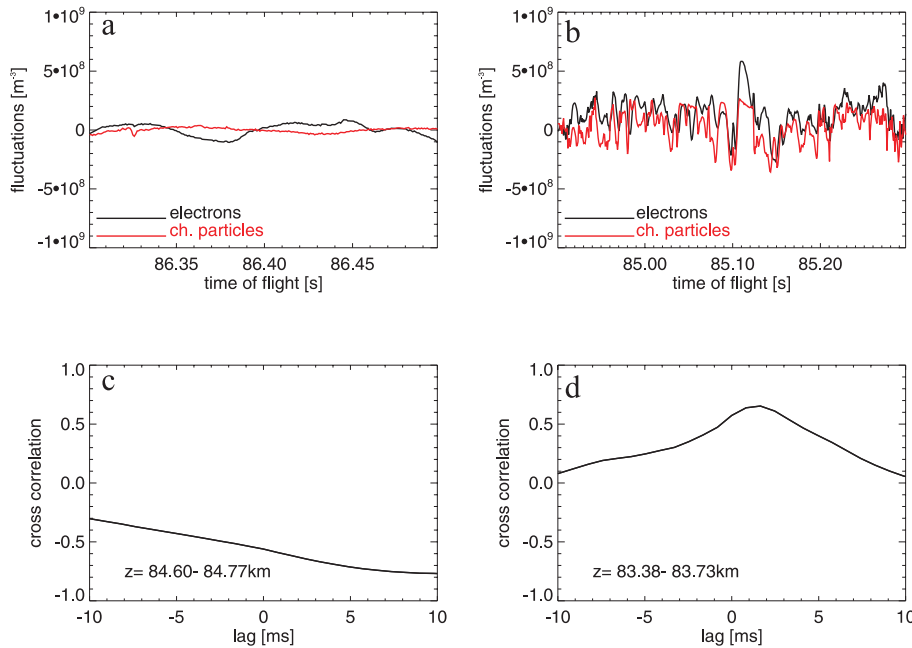 a
1•10⁹
5•10⁸
0
-5•10⁸
-1•10⁹
fluctuations [m⁻³]
electrons
ch. particles
86.35 86.40 86.45
time of flight [s]
b
1•10⁹
5•10⁸
0
-5•10⁸
-1•10⁹
fluctuations [m⁻³]
electrons
ch. particles
85.00 85.10 85.20
time of flight [s]
c
1.0
0.5
0.0
-0.5
-1.0
cross correlation
z= 84.60- 84.77km
-10 -5 0 5 10
lag [ms]
d
1.0
0.5
0.0
-0.5
-1.0
cross correlation
z= 83.38- 83.73km
-10 -5 0 5 10
lag [ms]